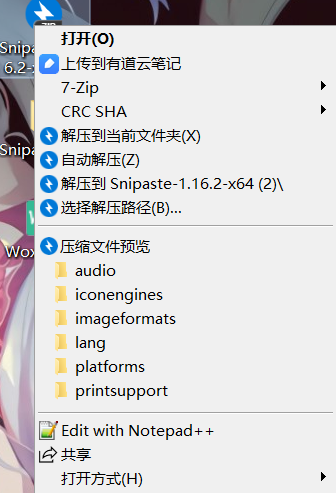 Snipa
6.2-x
打开(O)
上传到有道云笔记
7-Zip
CRC SHA
解压到当前文件夹(X)
自动解压(Z)
Snipast
解压到 Snipaste-1.16.2-x64 (2)\
选择解压路径(B)...
Wox
压缩文件预览
audio
iconengines
imageformats
lang
platforms
printsupport
Edit with Notepad++
共享
打开方式(H)